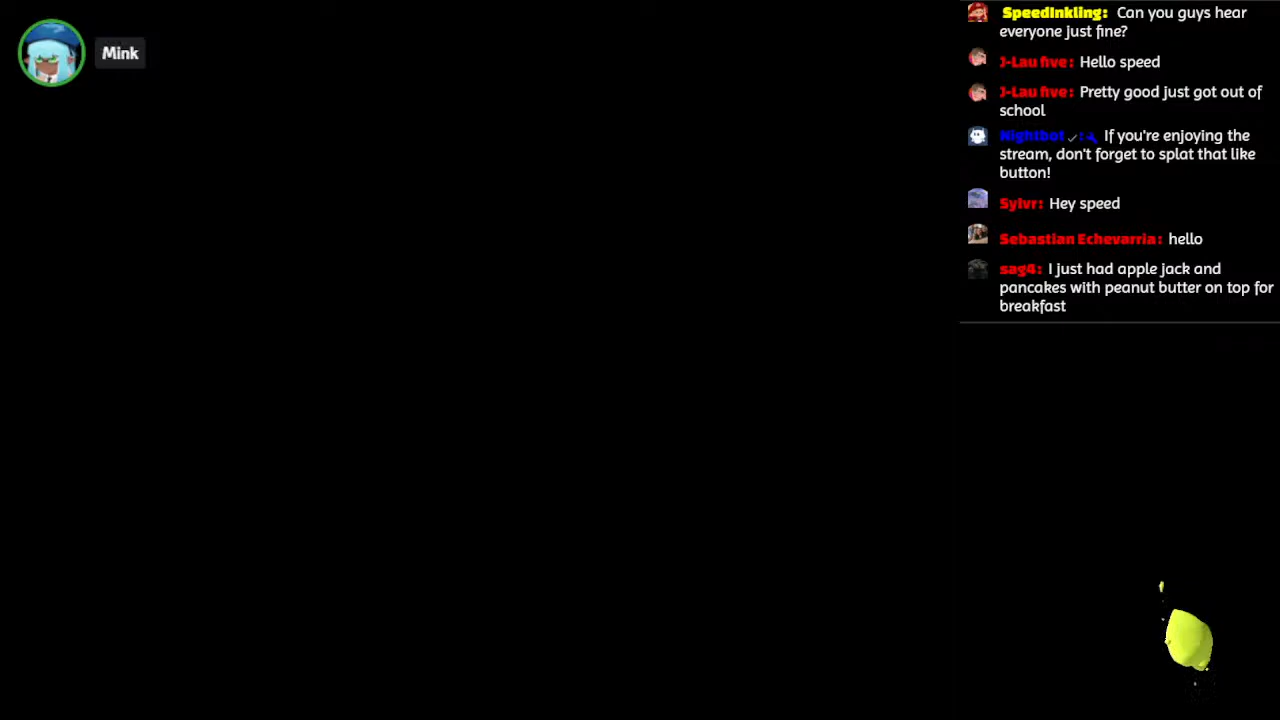 Mink
SpeedInkling: Can you guys hear
everyone just fine?
J-Lau five: Hello speed
J-Lau five: Pretty good just got out of
school
Nightbot ✓: If you're enjoying the
stream, don't forget to splat that like
button!
Sylvr: Hey speed
Sebastian Echevarria: hello
sag4: I just had apple jack and
pancakes with peanut butter on top for
breakfast